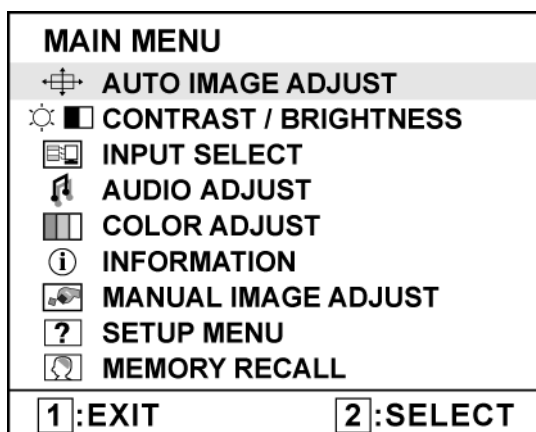 MAIN MENU
AUTO IMAGE ADJUST
CONTRAST / BRIGHTNESS
INPUT SELECT
AUDIO ADJUST
COLOR ADJUST
i INFORMATION
MANUAL IMAGE ADJUST
? SETUP MENU
MEMORY RECALL
1 :EXIT 2 :SELECT